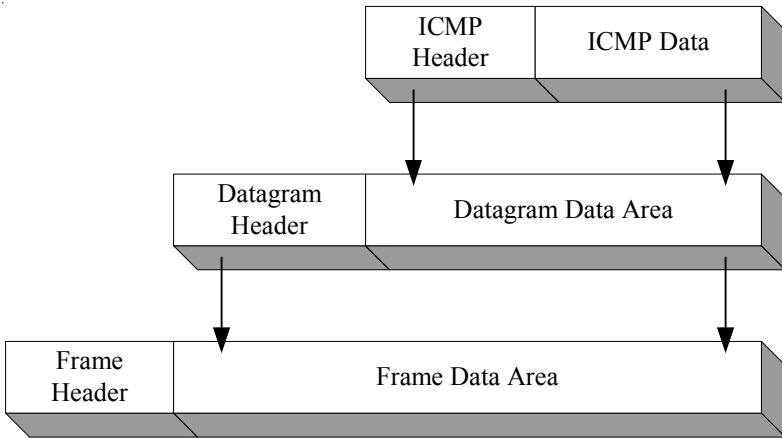 ICMP
Header
ICMP Data
Datagram
Header
Datagram Data Area
Frame
Header
Frame Data Area